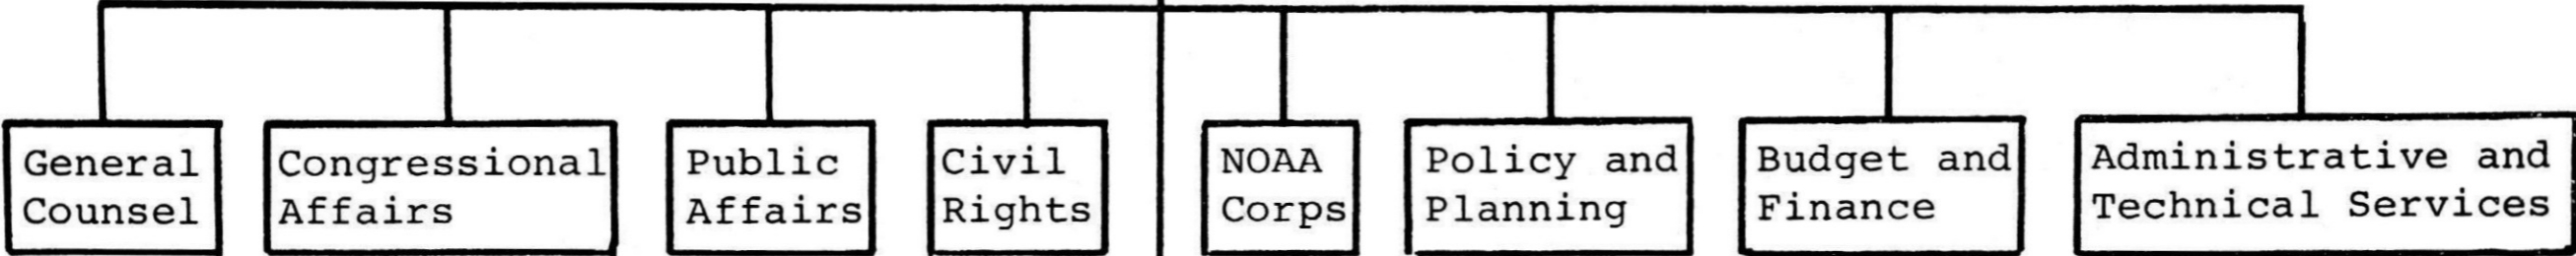 General
Counsel
Congressional
Affairs
Public
Affairs
Civil
Rights
NOAA
Corps
Policy and
Planning
Budget and
Finance
Administrative and
Technical Services